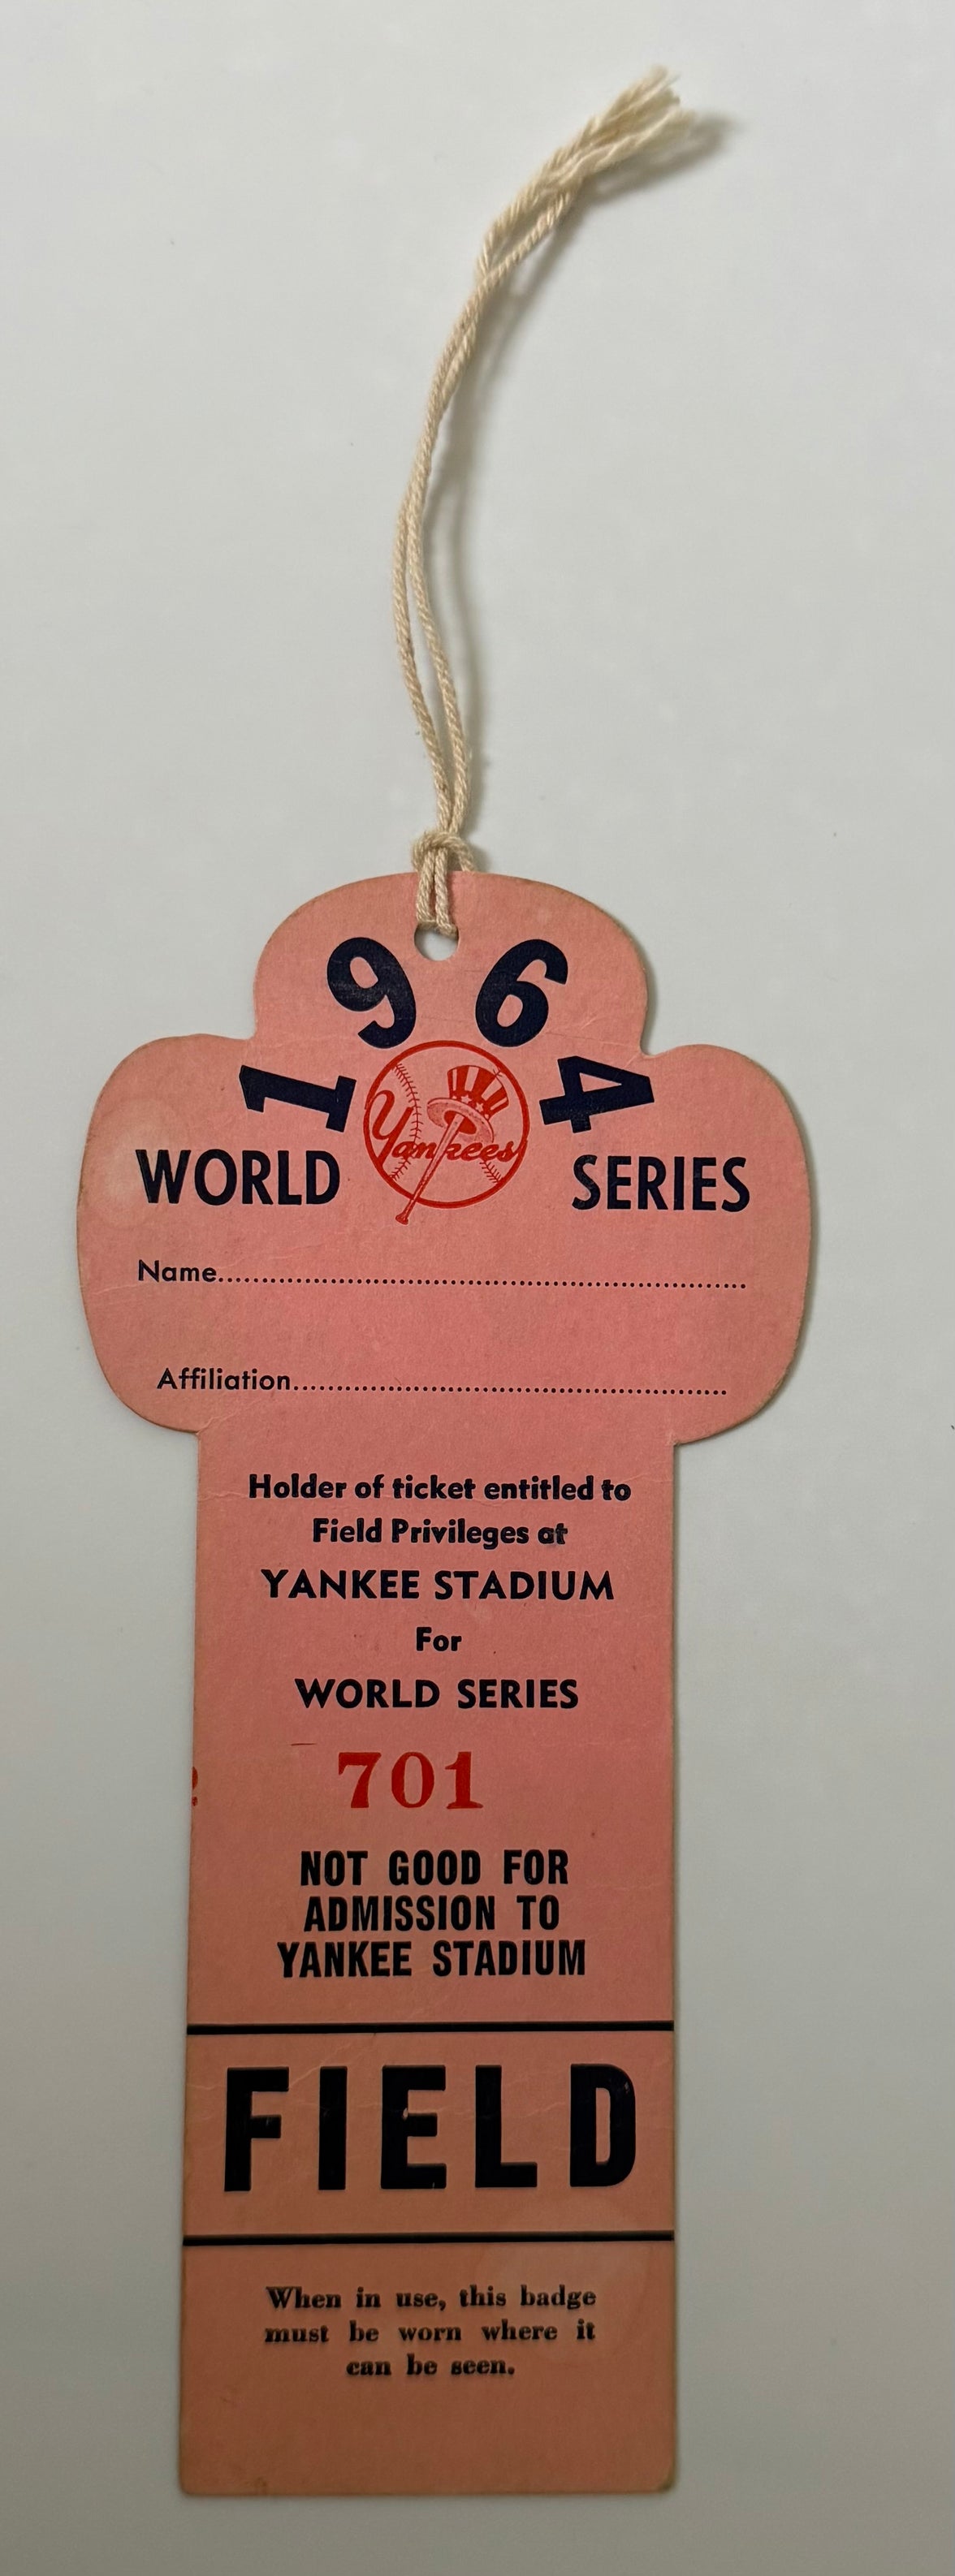 1964
Yankees
WORLD SERIES
Name
Affiliation
Holder of ticket entitled to
Field Privileges at
YANKEE STADIUM
For
WORLD SERIES
701
NOT GOOD FOR
ADMISSION TO
YANKEE STADIUM
FIELD
When in use, this badge
must be worn where it
can be seen.